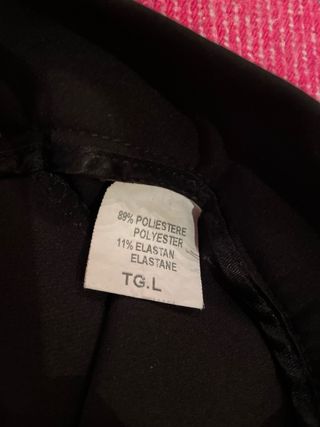 89% POLIESTERE
POLYESTER
11% ELASTAN
ELASTANE
TG.L